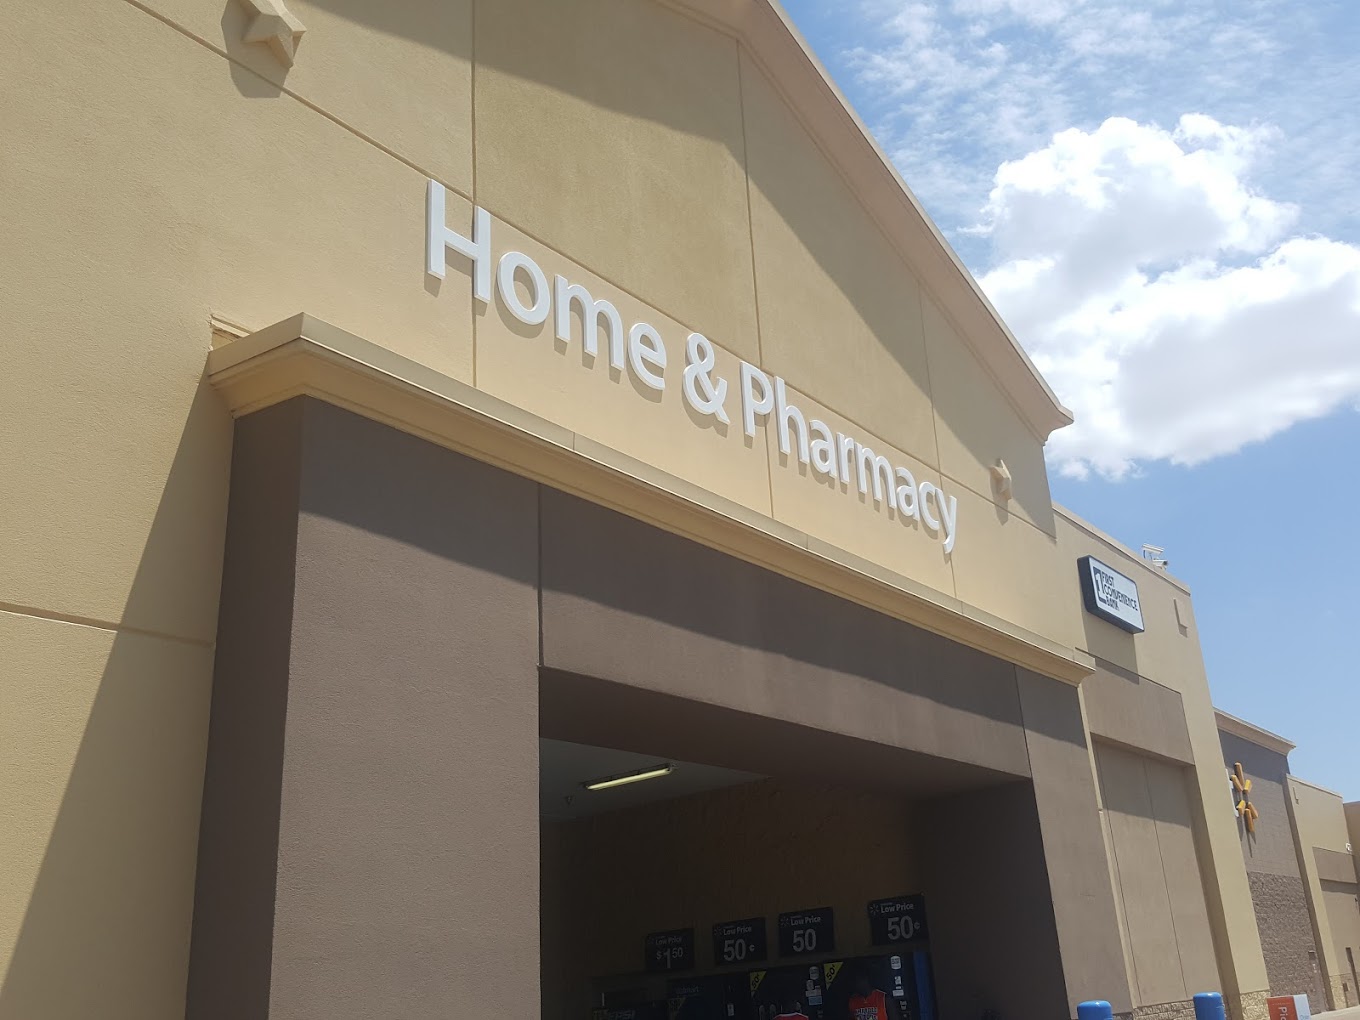 Home & Pharmacy
FIRST
CONVENIENCE
BANK
Low Price
$1.50
Low Price
50¢
Low Price
50
Low Price
50¢